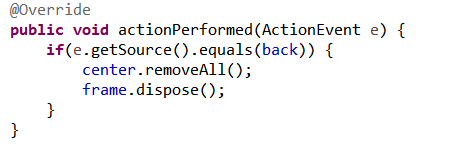 @Override
public void actionPerformed(ActionEvent e) {
if(e.getSource().equals(back)) {
center.removeAll();
frame.dispose();
}
}